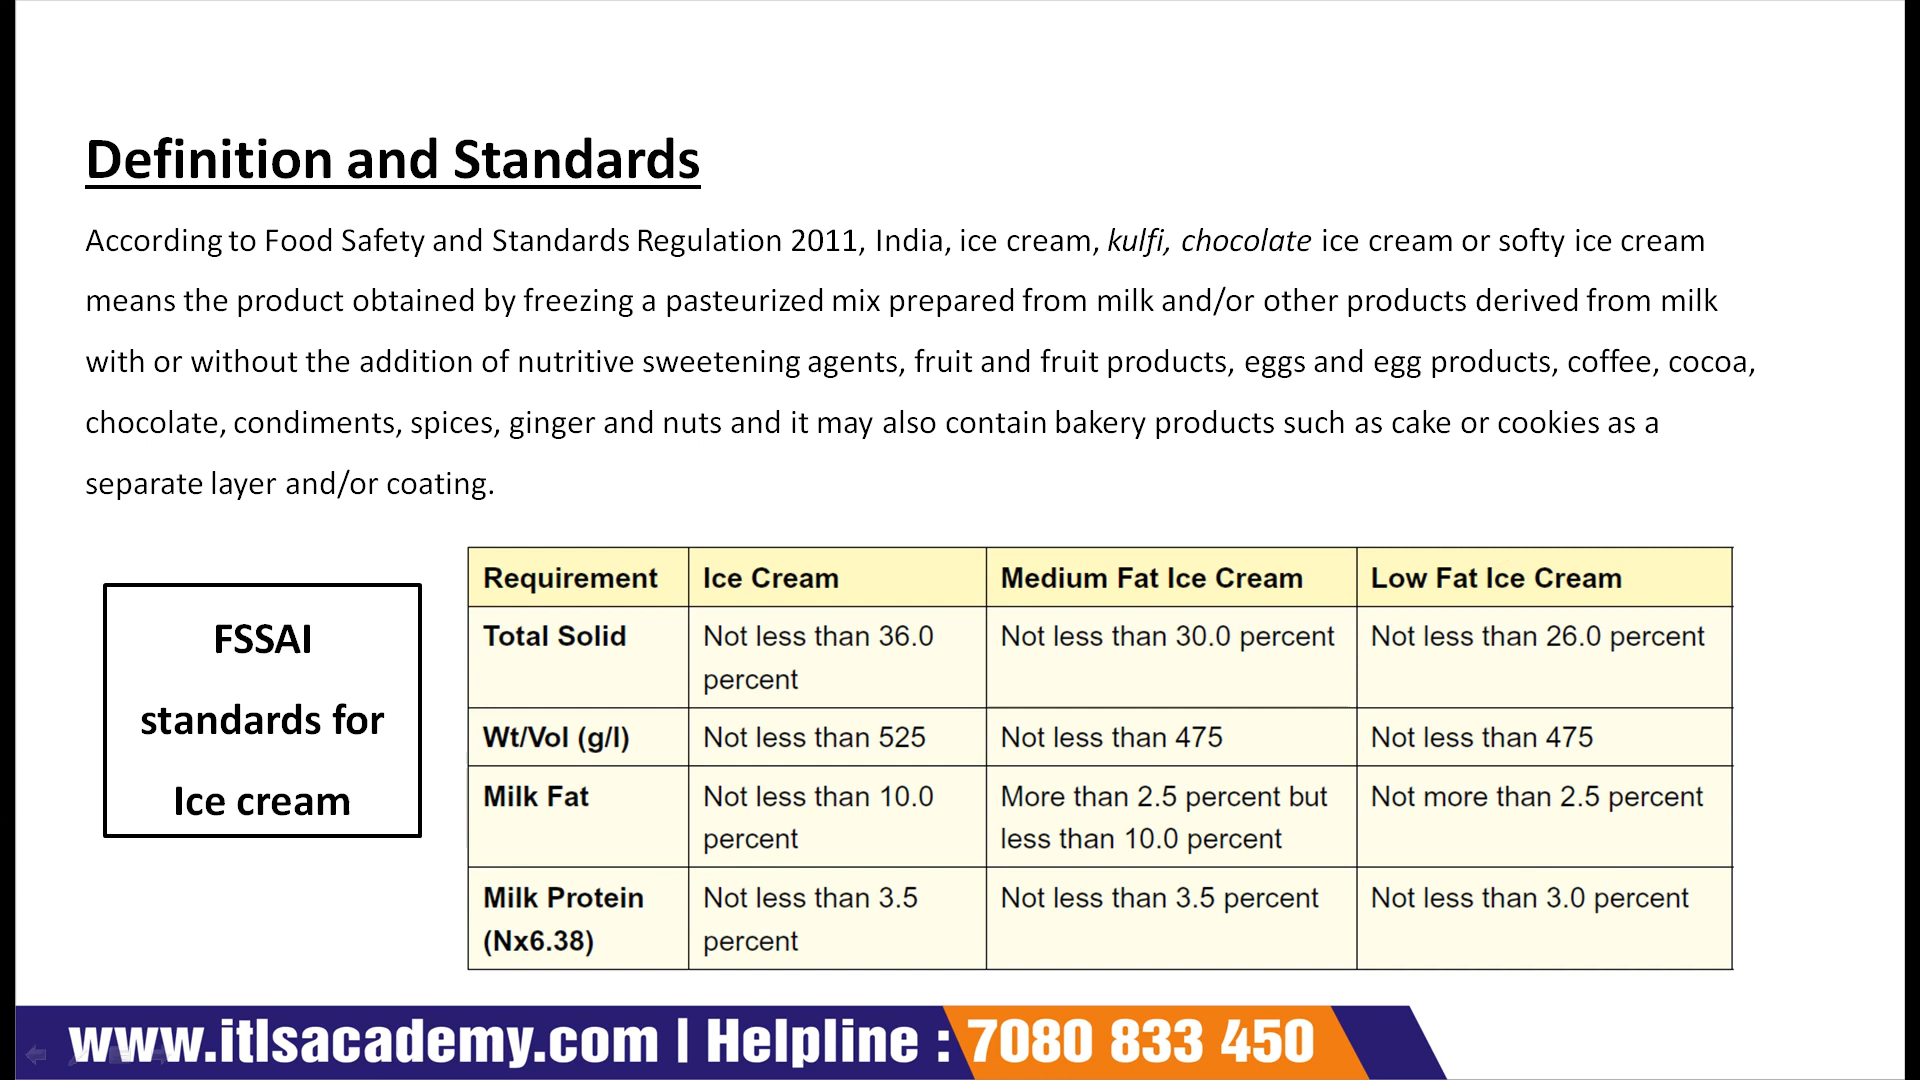 Definition and Standards
According to Food Safety and Standards Regulation 2011, India, ice cream, kulfi, chocolate ice cream or softy ice cream
means the product obtained by freezing a pasteurized mix prepared from milk and/or other products derived from milk
with or without the addition of nutritive sweetening agents, fruit and fruit products, eggs and egg products, coffee, cocoa,
chocolate, condiments, spices, ginger and nuts and it may also contain bakery products such as cake or cookies as a
separate layer and/or coating.
FSSAI
standards for
Ice cream
Requirement Ice Cream Medium Fat Ice Cream Low Fat Ice Cream
Total Solid Not less than 36.0 Not less than 30.0 percent Not less than 26.0 percent
percent
Wt/Vol (g/l) Not less than 525 Not less than 475 Not less than 475
Milk Fat Not less than 10.0 More than 2.5 percent but Not more than 2.5 percent
percent less than 10.0 percent
Milk Protein Not less than 3.5 Not less than 3.5 percent Not less than 3.0 percent
(Nx6.38) percent
www.itlsacademy.com | Helpline : 7080 833 450